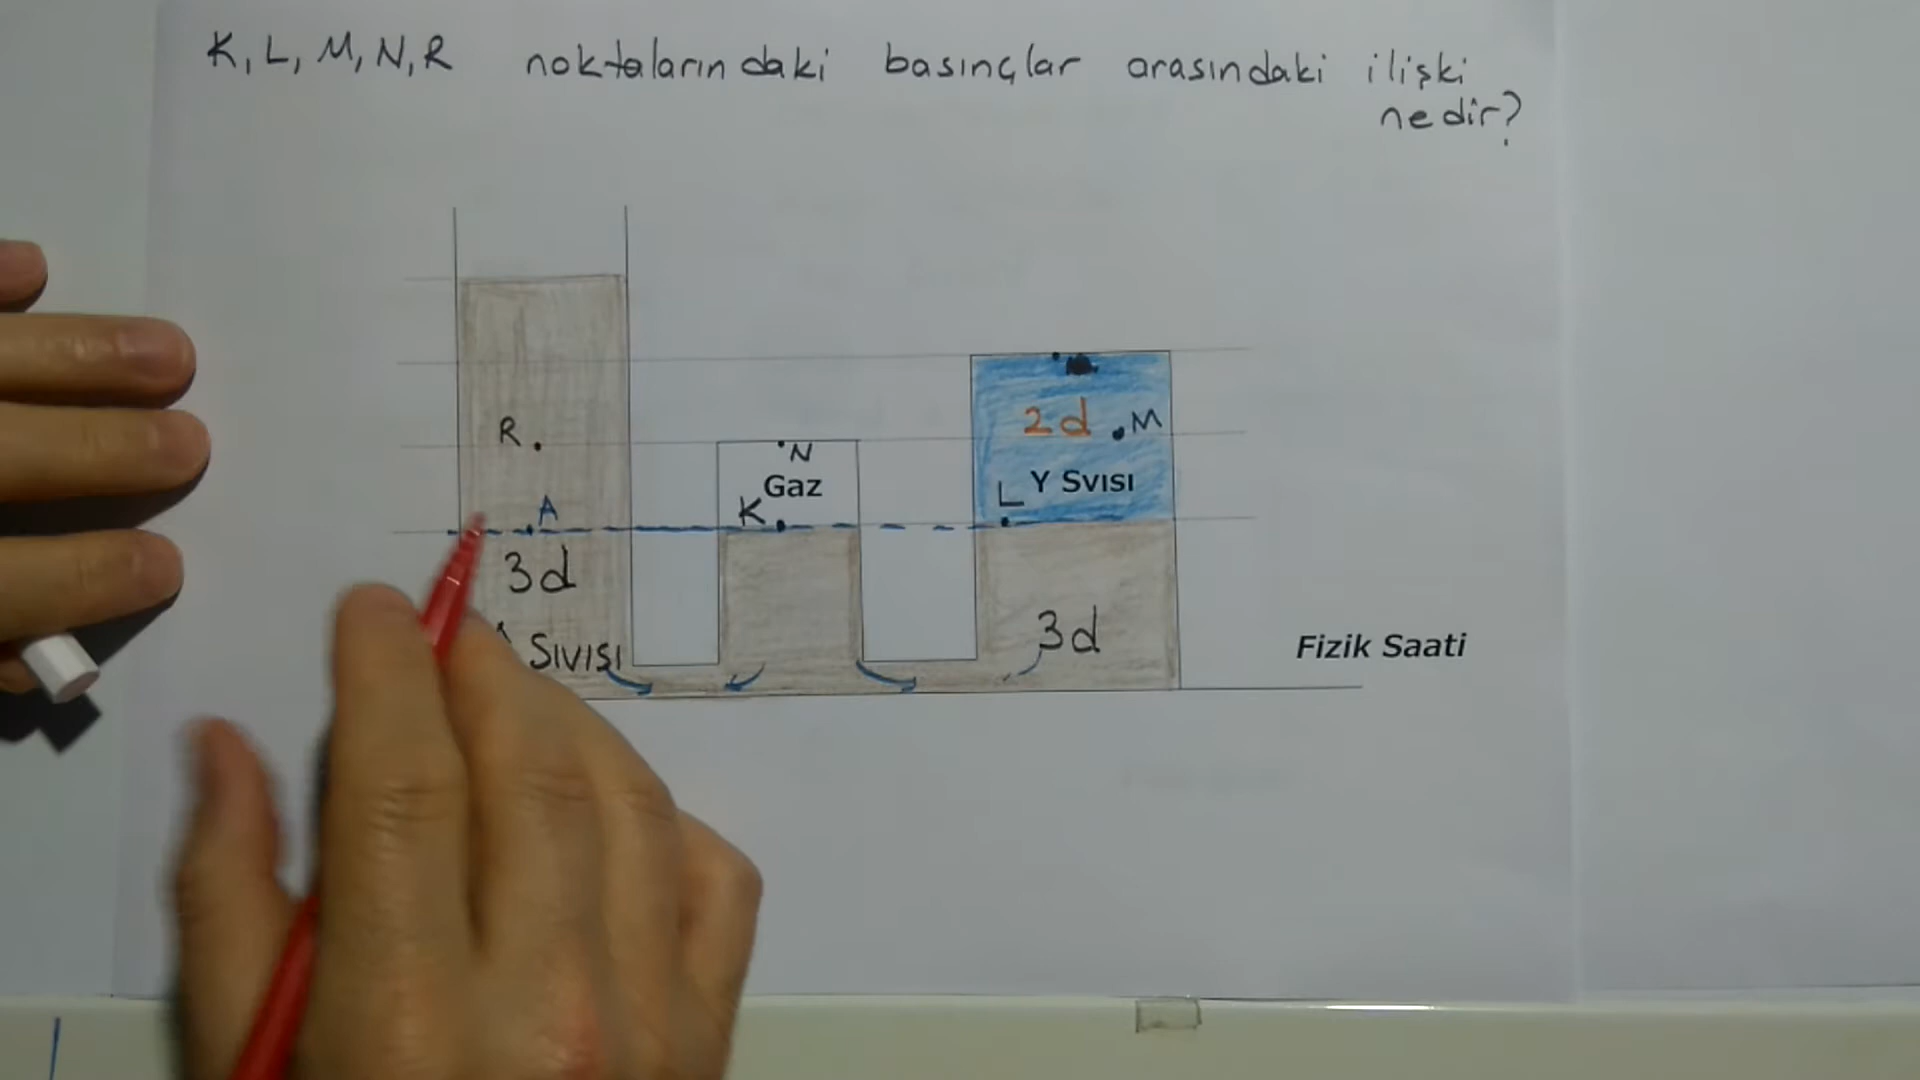 K, L, M, N, R noktalarındaki basınçlar arasındaki ilişki
nedir?
R
N
2d
M
Gaz
K
L
Y Svısı
A
3d
3d
Sıvısı
Fizik Saati